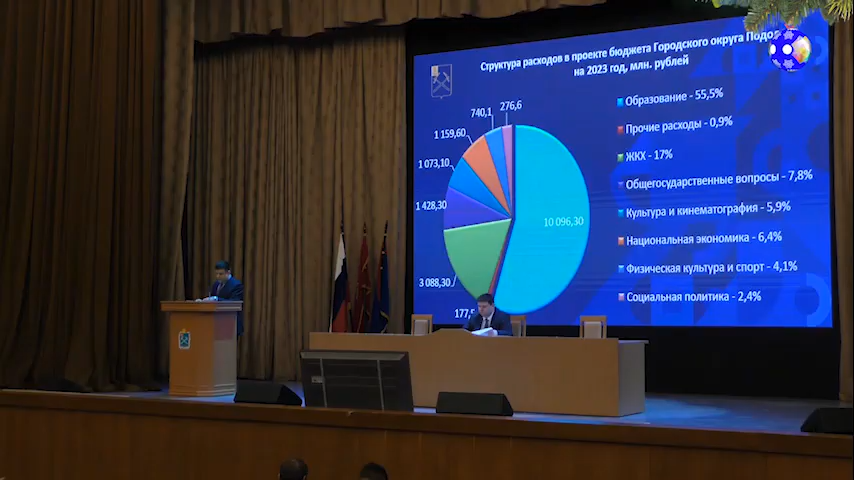 Структура расходов в проекте бюджета Городского округа
на 2023 год, млн. рублей
276,6
740,1
1 159,60
1 073,10
1 428,30
10 096,30
3 088,30
Образование - 55,5%
Прочие расходы - 0,9%
ЖКХ - 17%
Общегосударственные вопросы - 7,8%
Культура и кинематография - 5,9%
Национальная экономика - 6,4%
Физическая культура и спорт - 4,1%
Социальная политика - 2,4%